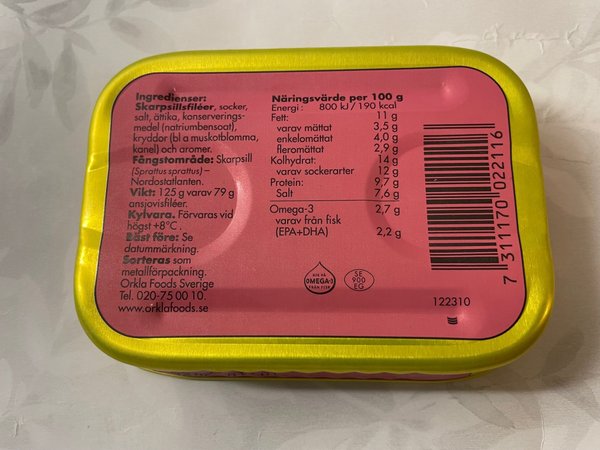 Ingredienser:
Skarpsillsfiléer, socker,
salt, ättika, konserverings-
medel (natriumbensoat),
kryddor (bl a muskotblomma,
kanel) och aromer.
Fångstområde: Skarpsill
(Sprattus sprattus) –
Nordostatlanten.
Vikt: 125 g varav 79 g
ansjovisfiléer.
Kylvara. Förvaras vid
högst +8°C .
Bäst före: Se
datummärkning.
Sorteras som
metallförpackning.
Orkla Foods Sverige
Tel. 020-75 00 10.
www.orklafoods.se
Näringsvärde per 100 g
Energi : 800 kJ / 190 kcal
Fett: 11 g
varav mättat 3,5 g
enkelomättat 4,0 g
fleromättat 2,9 g
Kolhydrat: 14 g
varav sockerarter 12 g
Protein: 9,7 g
Salt 7,6 g
Omega-3 2,7 g
varav från fisk
(EPA+DHA) 2,2 g
RIK PÅ
OMEGA-3
FRÅN FISK
SE
900
EG
7 311170 022116
122310